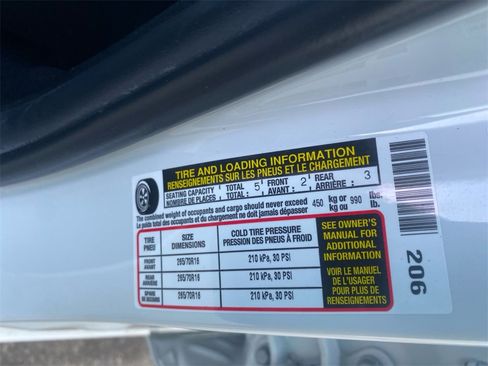 TIRE AND LOADING INFORMATION
RENSEIGNEMENTS SUR LES PNEUS ET LE CHARGEMENT
SEATING CAPACITY TOTAL 5 FRONT 2 REAR 3
NOMBRE DE PLACES TOTAL: AVANT: ARRIÈRE:
The combined weight of occupants and cargo should never exceed 450 kg or 990 lbs.
Le poids total des occupants et du chargement ne doit jamais dépasser kg ou lb.
TIRE SIZE COLD TIRE PRESSURE
PNEU DIMENSIONS PRESSION DES PNEUS À FROID
FRONT
AVANT 265/70R16 210 kPa, 30 PSI
REAR
ARRIÈRE 265/70R16 210 kPa, 30 PSI
SPARE
DE SECOURS 265/70R16 210 kPa, 30 PSI
SEE OWNER'S
MANUAL FOR
ADDITIONAL
INFORMATION
VOIR LE MANUEL
DE L'USAGER
POUR PLUS DE
RENSEIGNEMENTS
206